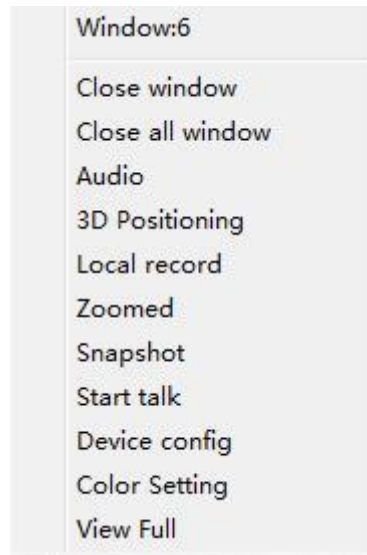 Window:6
Close window
Close all window
Audio
3D Positioning
Local record
Zoomed
Snapshot
Start talk
Device config
Color Setting
View Full